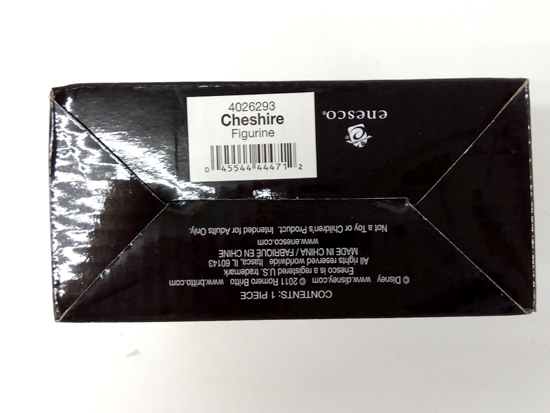 4026293
Cheshire
Figurine
0 45544 44471 2
enesco®
CONTENTS: 1 PIECE
© Disney www.disney.com © 2011 Romero Britto www.britto.com
Enesco is a registered U.S. trademark
All rights reserved worldwide Itasca, IL 60143
MADE IN CHINA / FABRIQUE EN CHINE
www.enesco.com
Not a Toy or Children's Product. Intended for Adults Only.